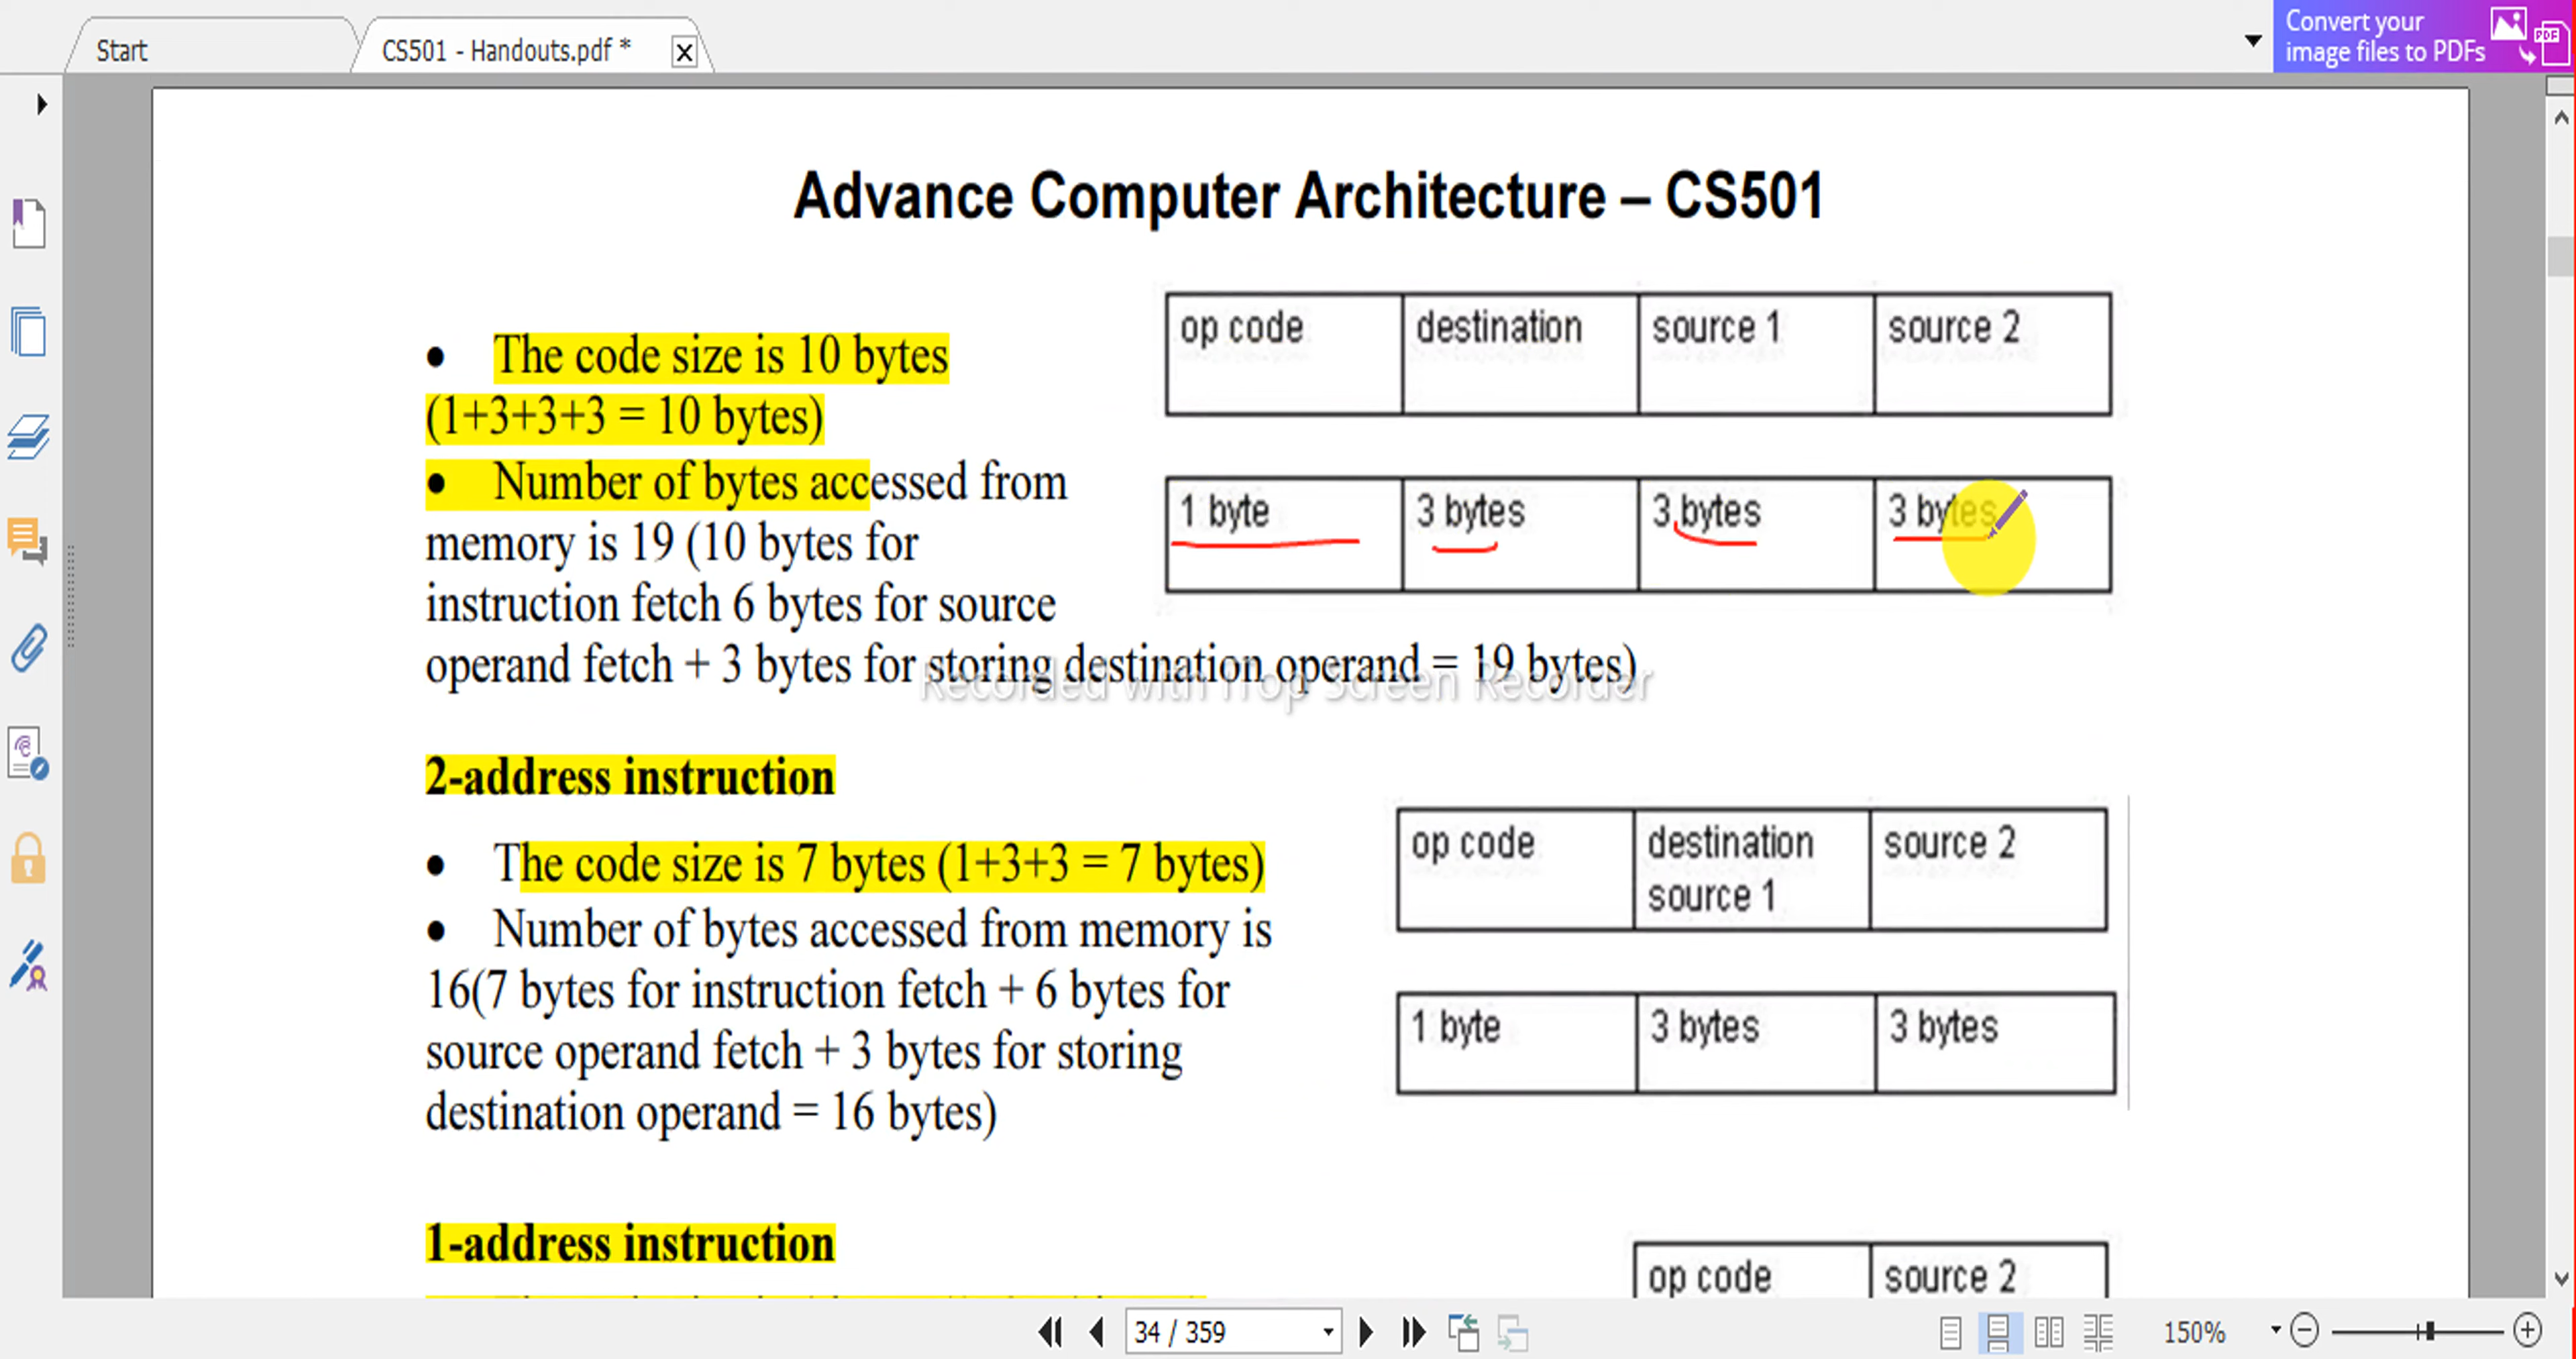 Start
CS501 - Handouts.pdf *
Convert your
image files to PDFs
PDF
Advance Computer Architecture – CS501
• The code size is 10 bytes
(1+3+3+3 = 10 bytes)
• Number of bytes accessed from
memory is 19 (10 bytes for
instruction fetch 6 bytes for source
operand fetch + 3 bytes for storing destination operand = 19 bytes)
op code destination source 1 source 2
1 byte 3 bytes 3 bytes 3 bytes
Recorded with iTop Screen Recorder
2-address instruction
• The code size is 7 bytes (1+3+3 = 7 bytes)
• Number of bytes accessed from memory is
16(7 bytes for instruction fetch + 6 bytes for
source operand fetch + 3 bytes for storing
destination operand = 16 bytes)
op code destination source 2
source 1
1 byte 3 bytes 3 bytes
1-address instruction
op code source 2
34 / 359
150%